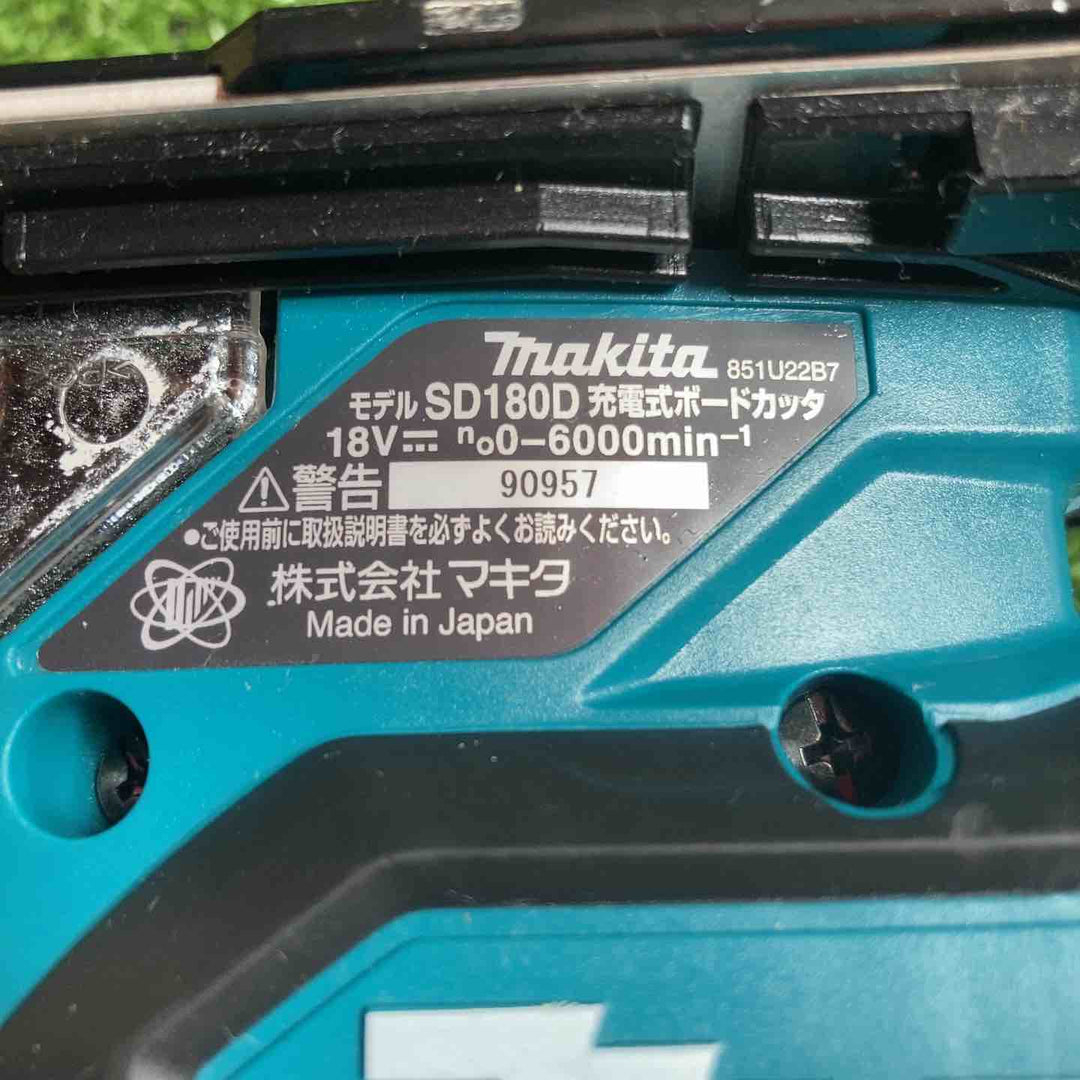 makita 851U22B7
モデル SD180D 充電式ボードカッタ
18V n₀0-6000min⁻¹
警告 90957
●ご使用前に取扱説明書を必ずよくお読みください。
株式会社マキタ
Made in Japan